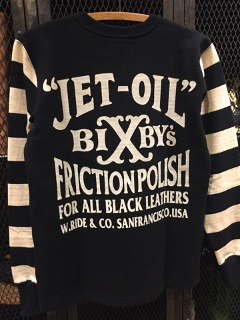 "JET-OIL"
BIXBY's
FRICTION POLISH
FOR ALL BLACK LEATHERS
W.RIDE & CO. SANFRANCISCO.USA